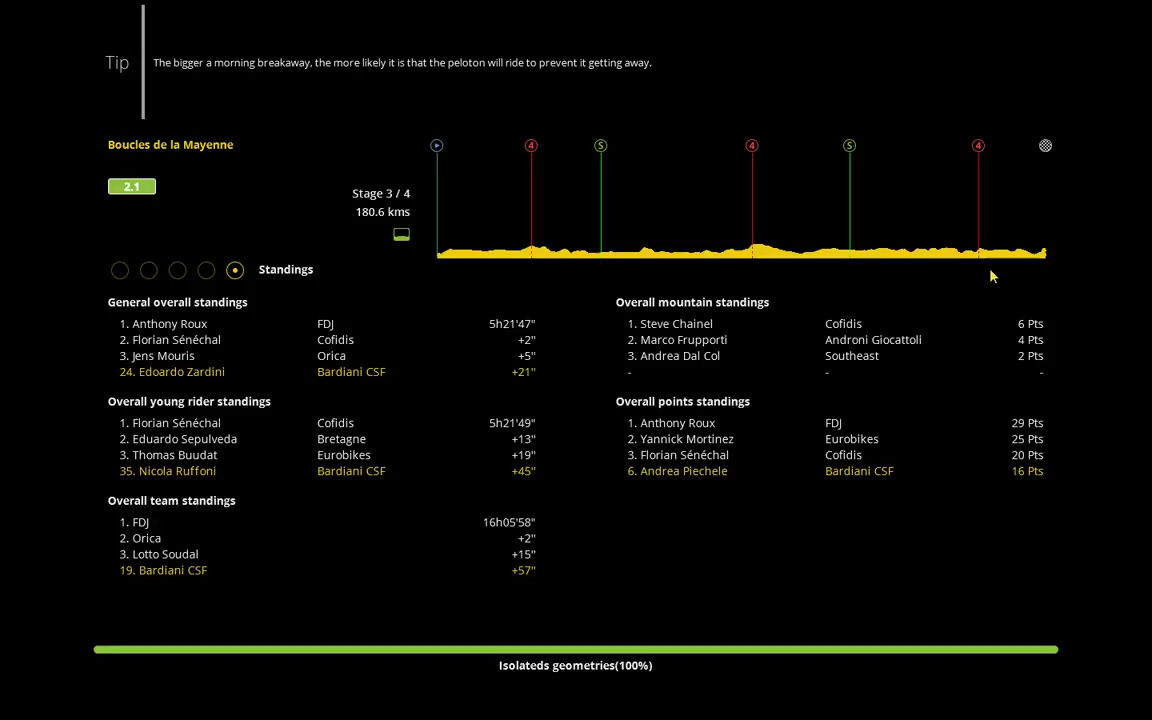 Tip The bigger a morning breakaway, the more likely it is that the peloton will ride to prevent it getting away.
Boucles de la Mayenne
4 S 4 S 4
2.1
Stage 3 / 4
180.6 kms
Standings
General overall standings
1. Anthony Roux FDJ 5h21'47"
2. Florian Sénéchal Cofidis +2"
3. Jens Mouris Orica +5"
24. Edoardo Zardini Bardiani CSF +21"
Overall young rider standings
1. Florian Sénéchal Cofidis 5h21'49"
2. Eduardo Sepulveda Bretagne +13"
3. Thomas Buudat Eurobikes +19"
35. Nicola Ruffoni Bardiani CSF +45"
Overall team standings
1. FDJ 16h05'58"
2. Orica +2"
3. Lotto Soudal +15"
19. Bardiani CSF +57"
Overall mountain standings
1. Steve Chainel Cofidis 6 Pts
2. Marco Frupporti Androni Giocattoli 4 Pts
3. Andrea Dal Col Southeast 2 Pts
- - -
Overall points standings
1. Anthony Roux FDJ 29 Pts
2. Yannick Mortinez Eurobikes 25 Pts
3. Florian Sénéchal Cofidis 20 Pts
6. Andrea Piechele Bardiani CSF 16 Pts
Isolateds geometries(100%)